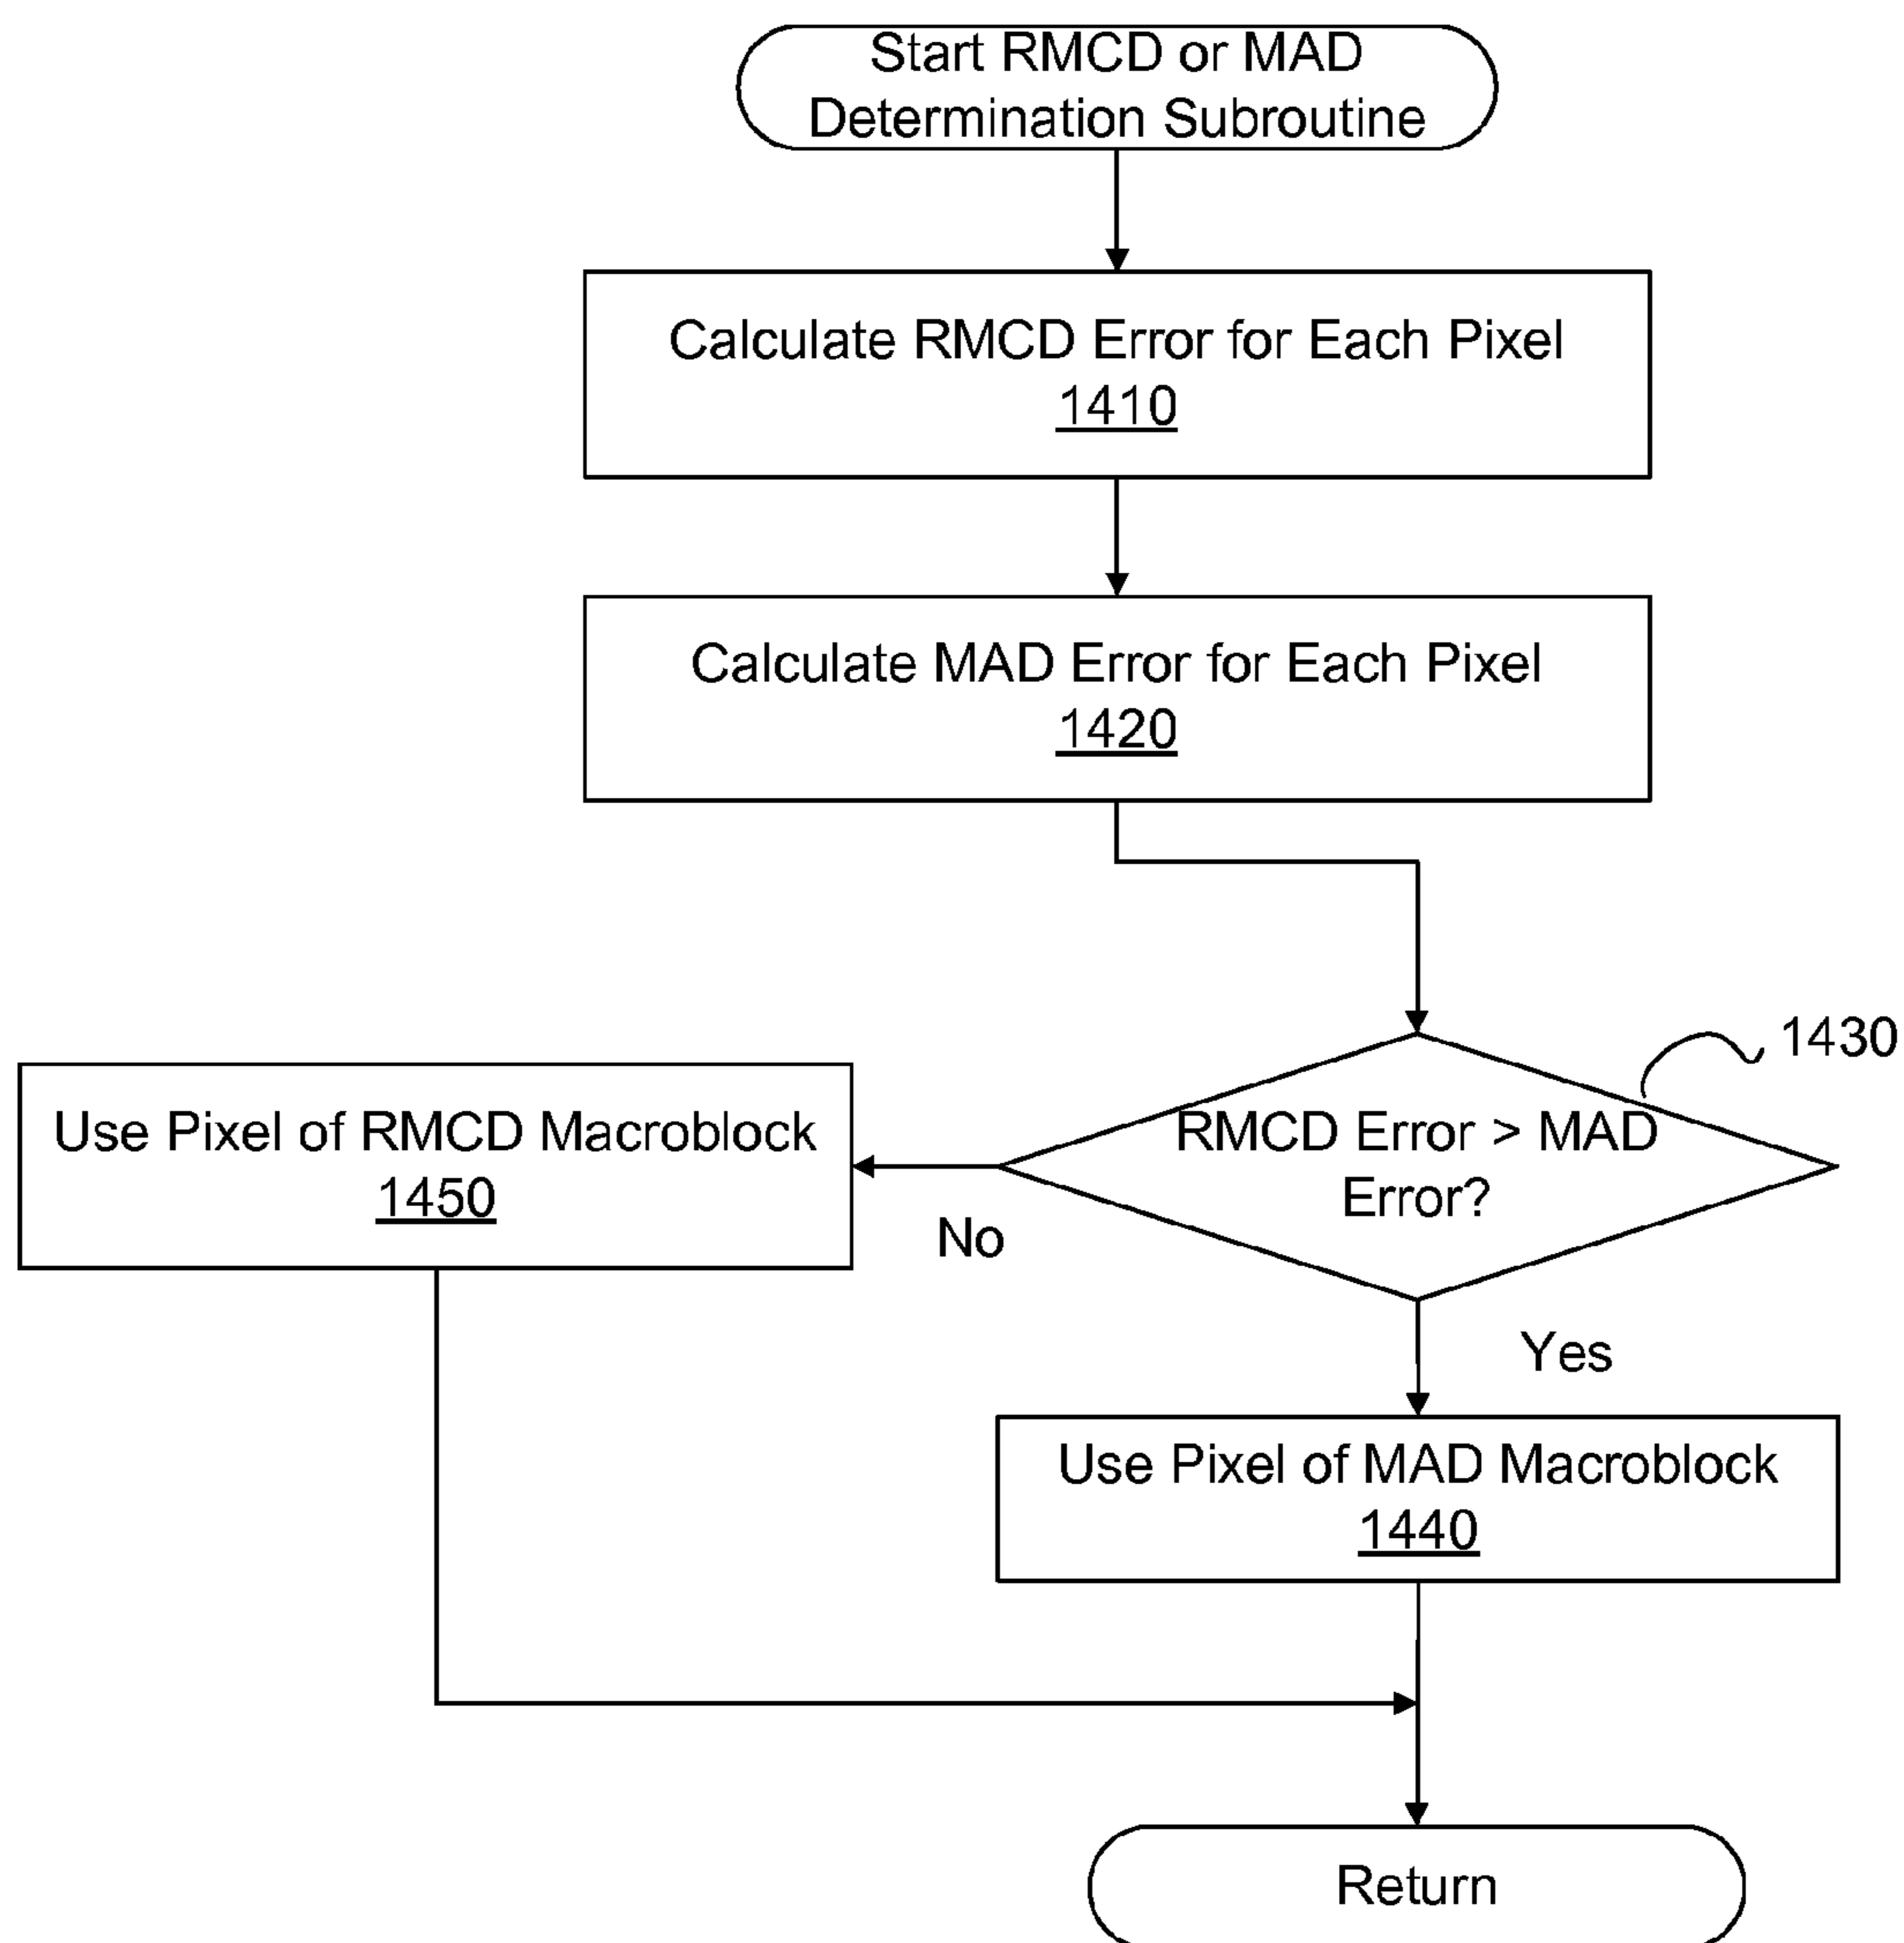 Start RMCD or MAD
Determination Subroutine
Calculate RMCD Error for Each Pixel
1410
Calculate MAD Error for Each Pixel
1420
1430
RMCD Error > MAD
Error?
Use Pixel of RMCD Macroblock
1450
No
Yes
Use Pixel of MAD Macroblock
1440
Return